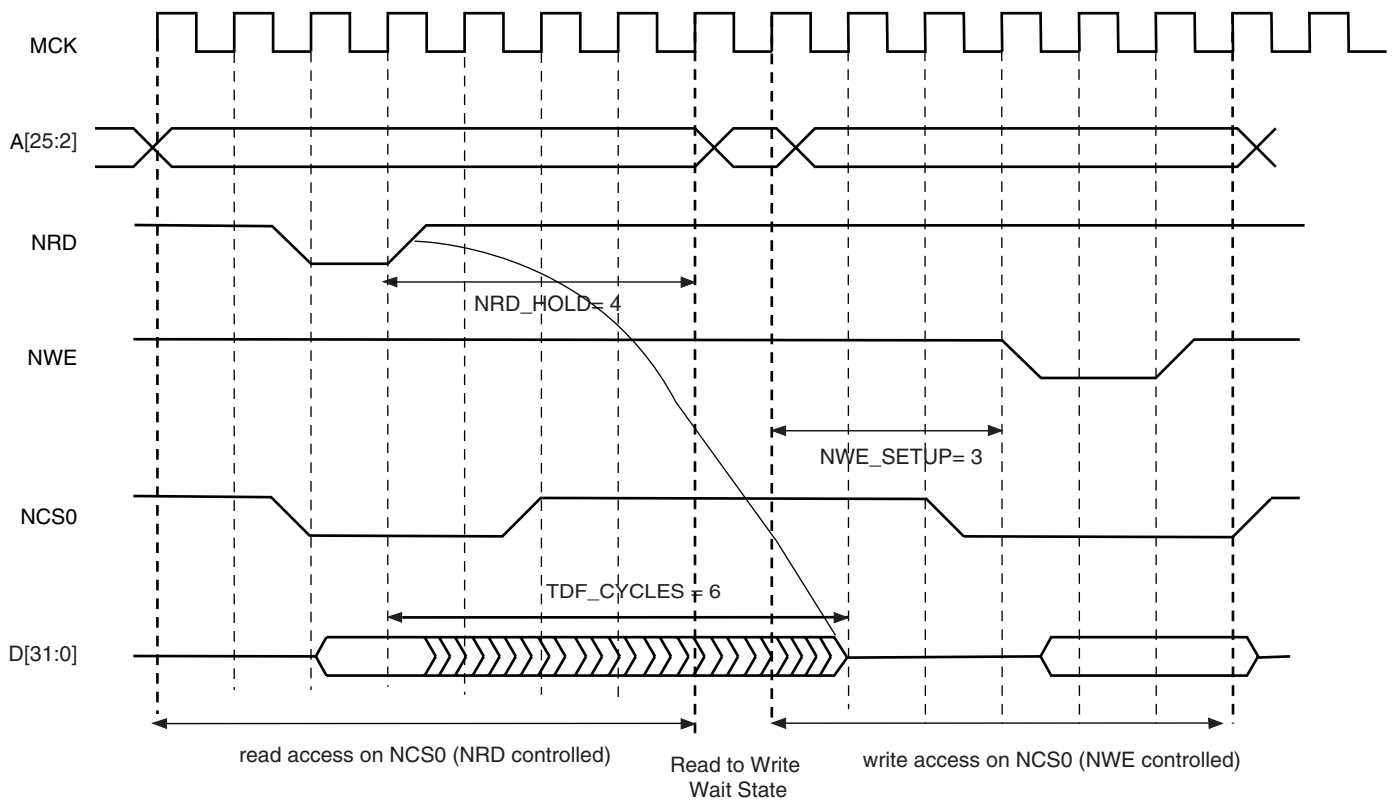 MCK
A[25:2]
NRD
NRD_HOLD= 4
NWE
NWE_SETUP= 3
NCS0
TDF_CYCLES = 6
D[31:0]
read access on NCS0 (NRD controlled)
Read to Write
Wait State
write access on NCS0 (NWE controlled)